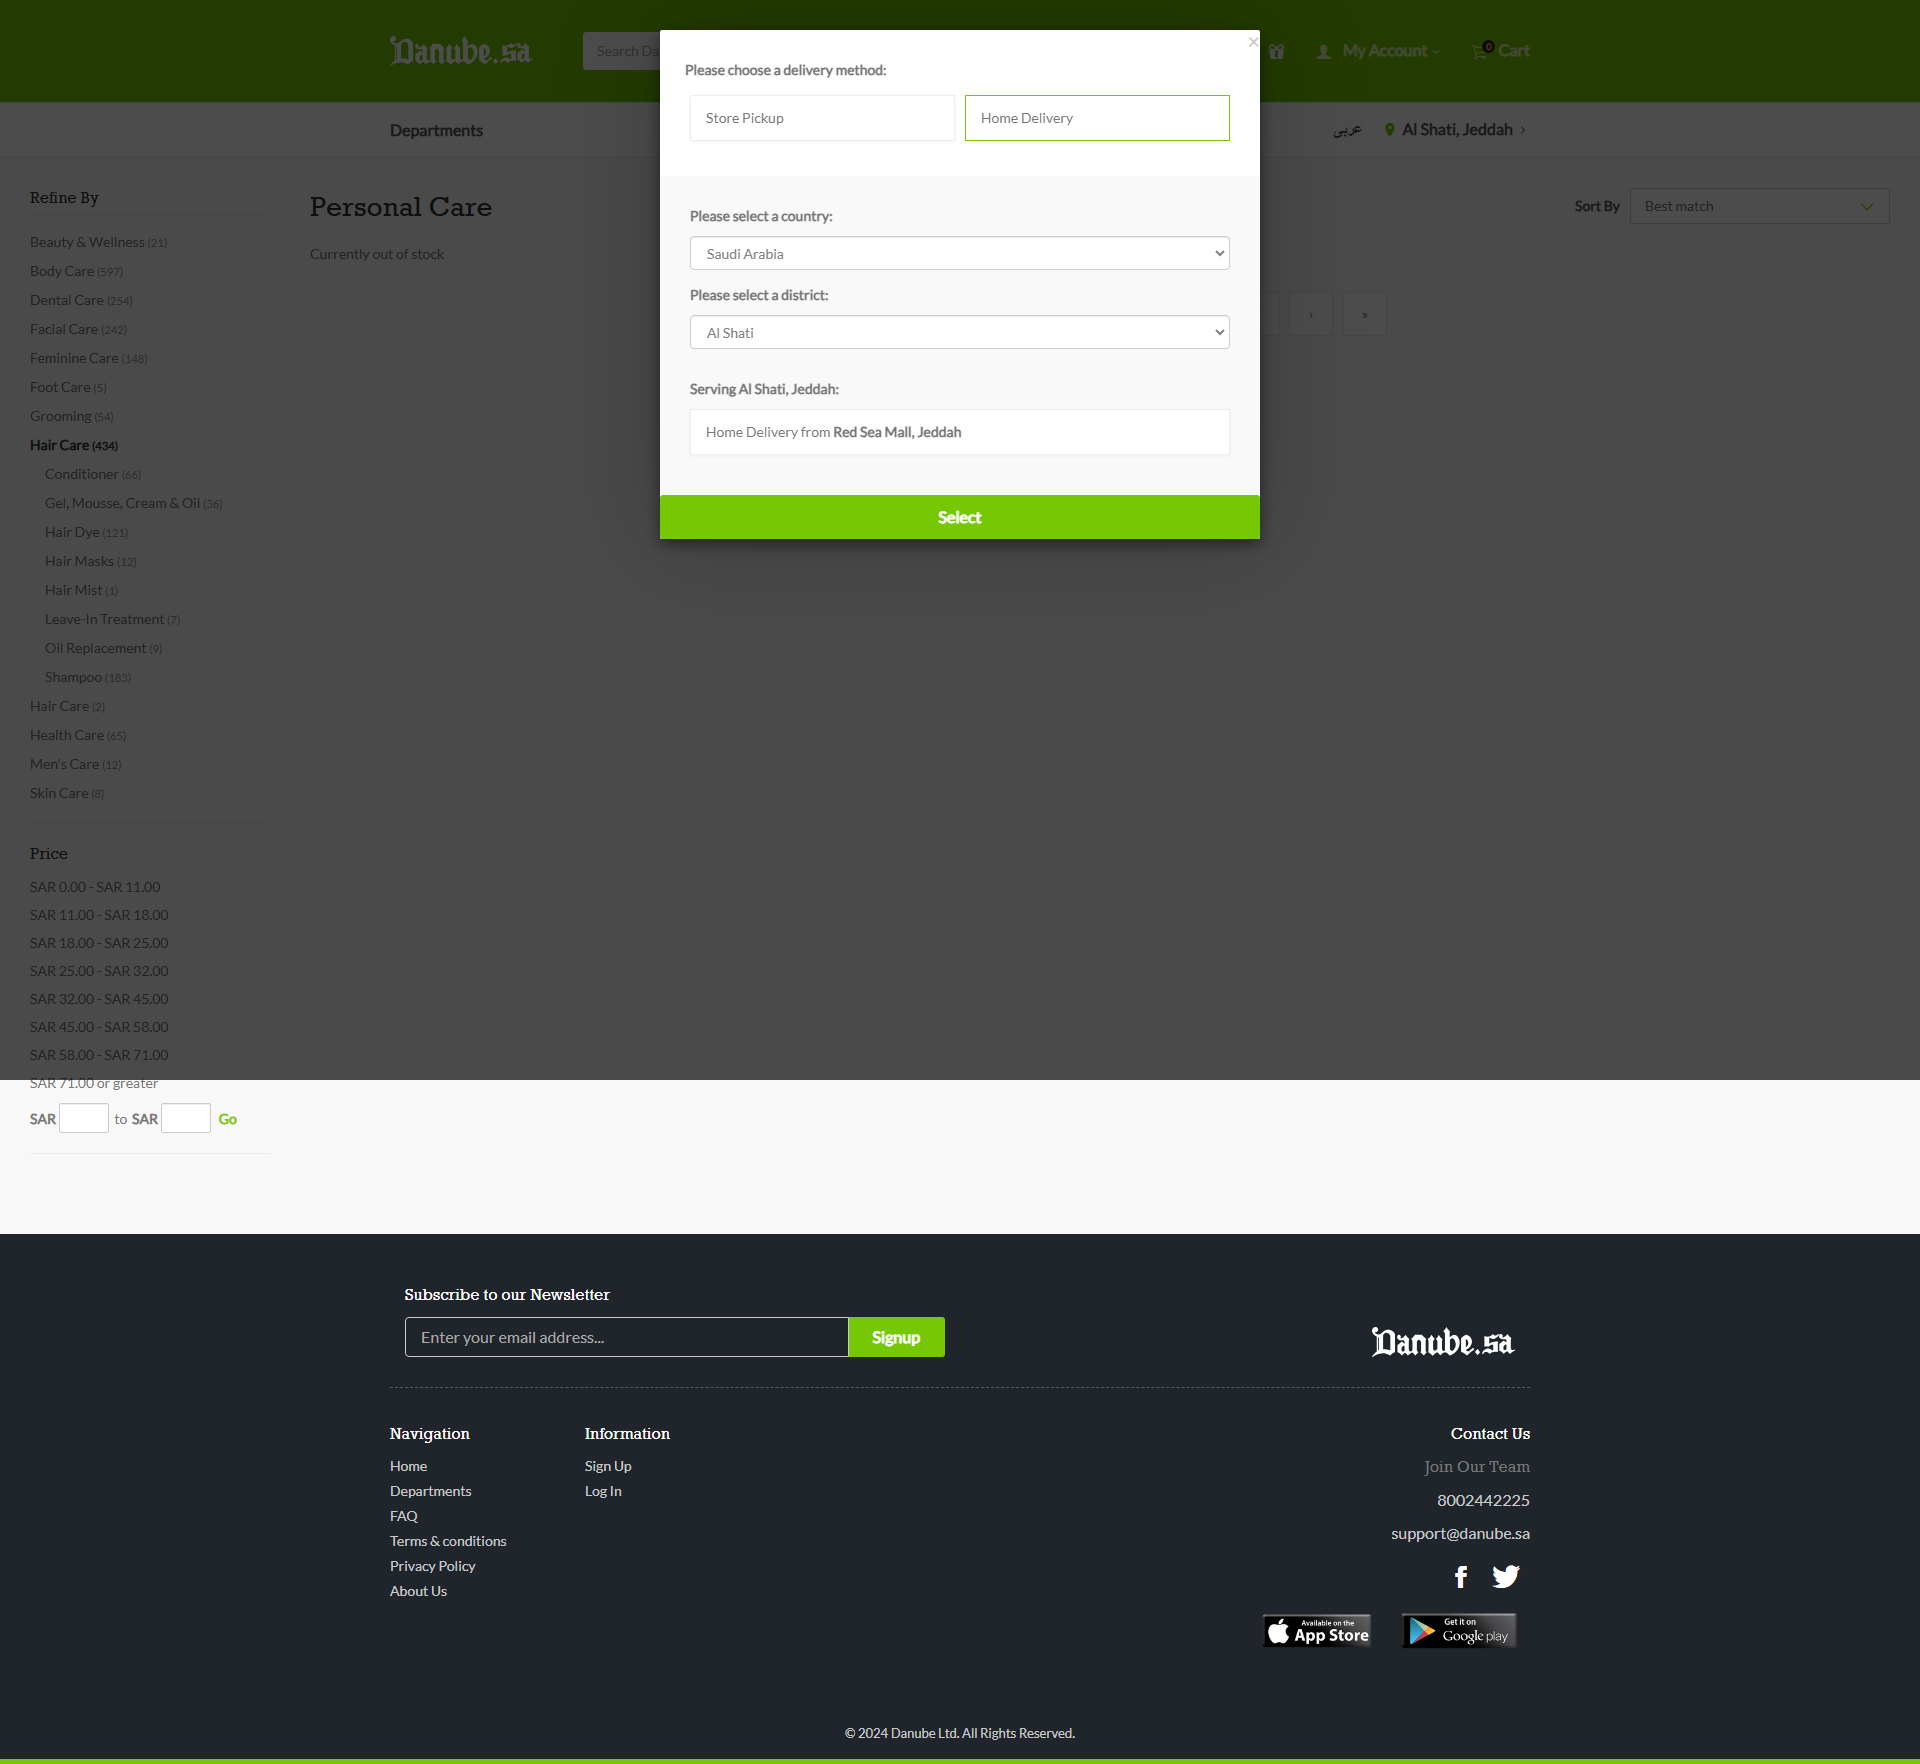 Danube.sa
Search Da
My Account
0
Cart
Departments
عربى
Al Shati, Jeddah ›
×
Please choose a delivery method:
Store Pickup
Home Delivery
Please select a country:
Saudi Arabia
Please select a district:
Al Shati
Serving Al Shati, Jeddah:
Home Delivery from Red Sea Mall, Jeddah
Select
Refine By
Beauty & Wellness (21)
Body Care (597)
Dental Care (254)
Facial Care (242)
Feminine Care (148)
Foot Care (5)
Grooming (54)
Hair Care (434)
Conditioner (66)
Gel, Mousse, Cream & Oil (36)
Hair Dye (121)
Hair Masks (12)
Hair Mist (1)
Leave-In Treatment (7)
Oil Replacement (9)
Shampoo (183)
Hair Care (2)
Health Care (65)
Men's Care (12)
Skin Care (8)
Price
SAR 0.00 - SAR 11.00
SAR 11.00 - SAR 18.00
SAR 18.00 - SAR 25.00
SAR 25.00 - SAR 32.00
SAR 32.00 - SAR 45.00
SAR 45.00 - SAR 58.00
SAR 58.00 - SAR 71.00
SAR 71.00 or greater
SAR to SAR Go
Personal Care
Sort By
Best match
Currently out of stock
› »
Subscribe to our Newsletter
Enter your email address...
Signup
Danube.sa
Navigation
Home
Departments
FAQ
Terms & conditions
Privacy Policy
About Us
Information
Sign Up
Log In
Contact Us
Join Our Team
8002442225
support@danube.sa
Available on the
App Store
Get it on
Google play
© 2024 Danube Ltd. All Rights Reserved.